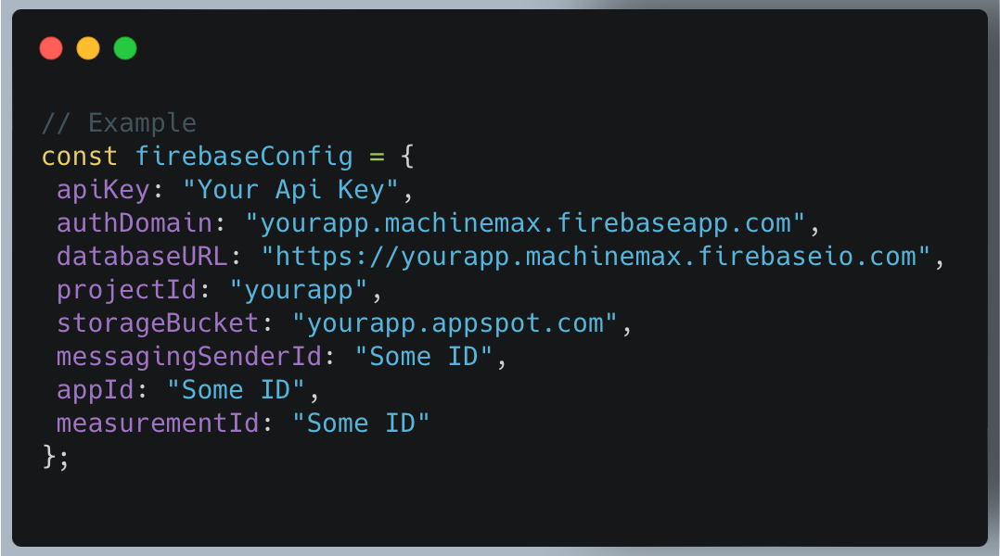 // Example
const firebaseConfig = {
 apiKey: "Your Api Key",
 authDomain: "yourapp.machinemax.firebaseapp.com",
 databaseURL: "https://yourapp.machinemax.firebaseio.com",
 projectId: "yourapp",
 storageBucket: "yourapp.appspot.com",
 messagingSenderId: "Some ID",
 appId: "Some ID",
 measurementId: "Some ID"
};